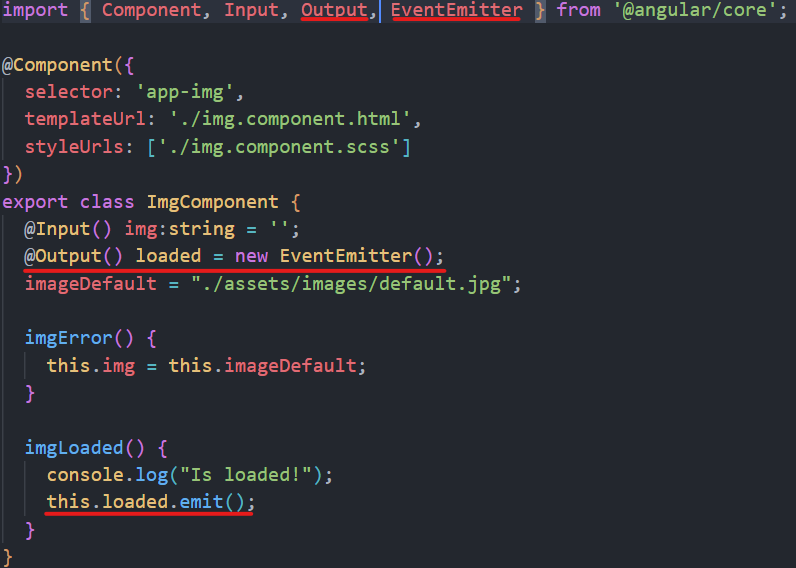 import { Component, Input, Output, EventEmitter } from '@angular/core';
@Component({
selector: 'app-img',
templateUrl: './img.component.html',
styleUrls: ['./img.component.scss']
})
export class ImgComponent {
@Input() img:string = '';
@Output() loaded = new EventEmitter();
imageDefault = "./assets/images/default.jpg";
imgError() {
this.img = this.imageDefault;
}
imgLoaded() {
console.log("Is loaded!");
this.loaded.emit();
}
}